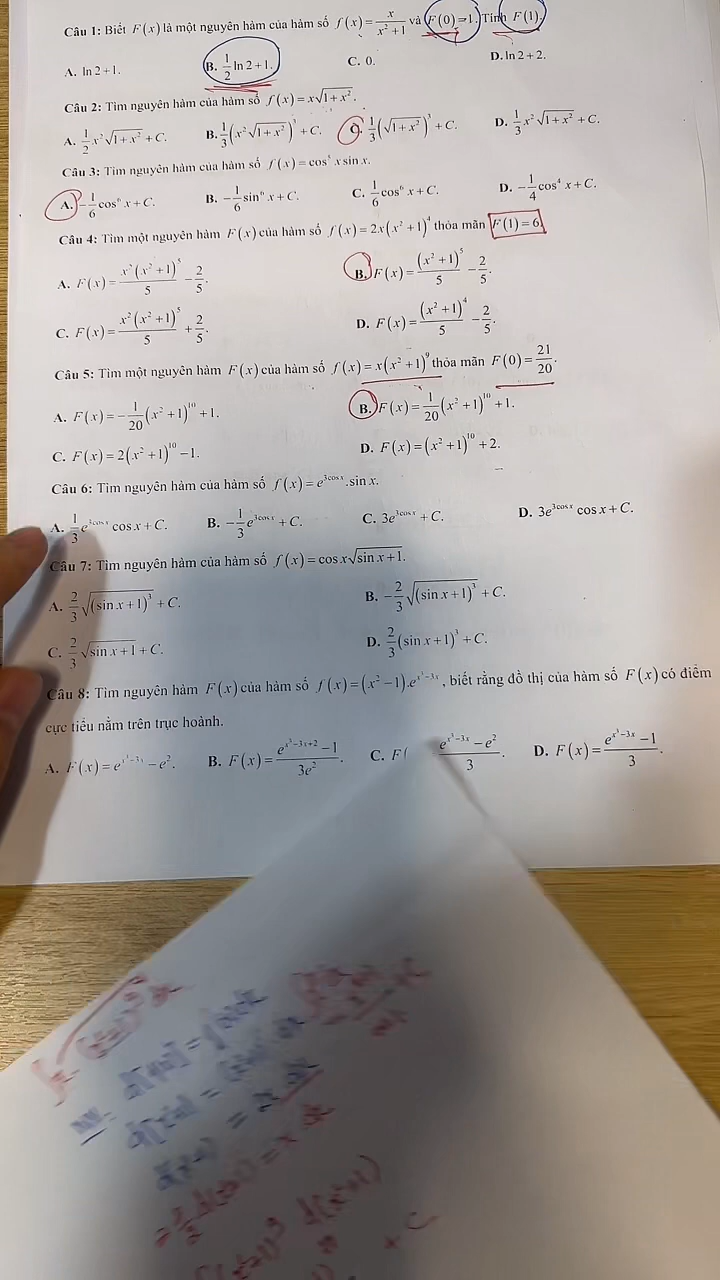 Câu 1: Biết F(x) là một nguyên hàm của hàm số f(x) = x/(x²+1) và F(0) = 1. Tính F(1).
A. ln 2 + 1. B. 1/2 ln 2 + 1. C. 0. D. ln 2 + 2.
Câu 2: Tìm nguyên hàm của hàm số f(x) = x√(1+x²).
A. 1/2 x²√(1+x²) + C. B. 1/3 (x²√(1+x²))³ + C. C. 1/3 (√(1+x²))³ + C. D. 1/3 x²√(1+x²) + C.
Câu 3: Tìm nguyên hàm của hàm số f(x) = cos⁵ x sin x.
A. −1/6 cos⁶ x + C. B. −1/6 sin⁶ x + C. C. 1/6 cos⁶ x + C. D. −1/4 cos⁴ x + C.
Câu 4: Tìm một nguyên hàm F(x) của hàm số f(x) = 2x(x²+1)⁴ thỏa mãn F(1) = 6.
A. F(x) = (x²+1)⁵/5 − 2/5. B. F(x) = (x²+1)⁵/5 − 2/5.
C. F(x) = x²(x²+1)⁵/5 + 2/5. D. F(x) = (x²+1)⁴/5 − 2/5.
Câu 5: Tìm một nguyên hàm F(x) của hàm số f(x) = x(x²+1)⁹ thỏa mãn F(0) = 21/20.
A. F(x) = −1/20 (x²+1)¹⁰ + 1. B. F(x) = 1/20 (x²+1)¹⁰ + 1.
C. F(x) = 2(x²+1)¹⁰ − 1. D. F(x) = (x²+1)¹⁰ + 2.
Câu 6: Tìm nguyên hàm của hàm số f(x) = e^(3cos x).sin x.
A. 1/3 e^(3cos x) cos x + C. B. −1/3 e^(3cos x) + C. C. 3e^(3cos x) + C. D. 3e^(3cos x) cos x + C.
Câu 7: Tìm nguyên hàm của hàm số f(x) = cos x√(sin x + 1).
A. 2/3 √((sin x + 1)³) + C. B. −2/3 √((sin x + 1)³) + C.
C. 2/3 √(sin x + 1) + C. D. 2/3 (sin x + 1)³ + C.
Câu 8: Tìm nguyên hàm F(x) của hàm số f(x) = (x²−1).e^(x³−3x), biết rằng đồ thị của hàm số F(x) có điểm
cực tiểu nằm trên trục hoành.
A. F(x) = e^(x³−3x) − e². B. F(x) = (e^(x³−3x+2) − 1)/(3e²). C. F( (e^(x³−3x) − e²)/3. D. F(x) = (e^(x³−3x) − 1)/3.